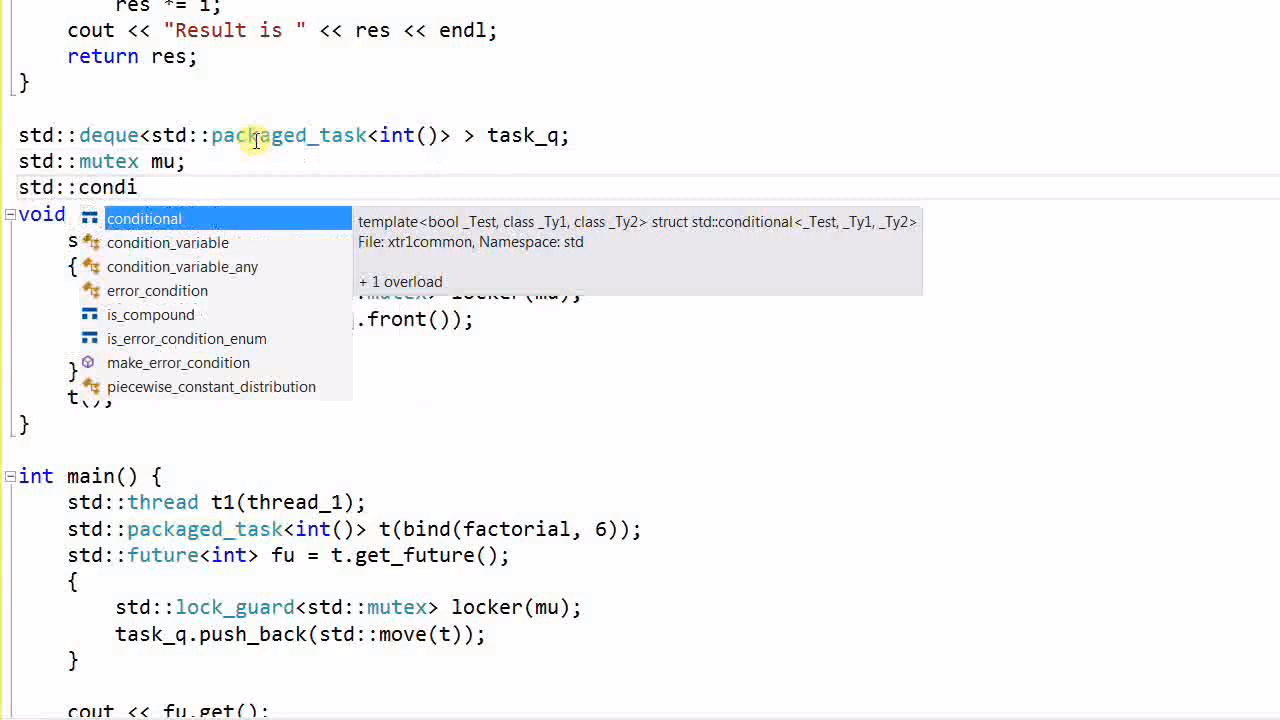 res *= i;
cout << "Result is " << res << endl;
return res;
}
std::deque<std::packaged_task<int()> > task_q;
std::mutex mu;
std::condi
void
conditional
template<bool _Test, class _Ty1, class _Ty2> struct std::conditional<_Test, _Ty1, _Ty2>
File: xtr1common, Namespace: std
+ 1 overload
s
condition_variable
{
condition_variable_any
error_condition
.mutex> locker(mu);
is_compound
.front());
is_error_condition_enum
make_error_condition
}
piecewise_constant_distribution
t();
}
int main() {
std::thread t1(thread_1);
std::packaged_task<int()> t(bind(factorial, 6));
std::future<int> fu = t.get_future();
{
std::lock_guard<std::mutex> locker(mu);
task_q.push_back(std::move(t));
}
cout << fu.get();